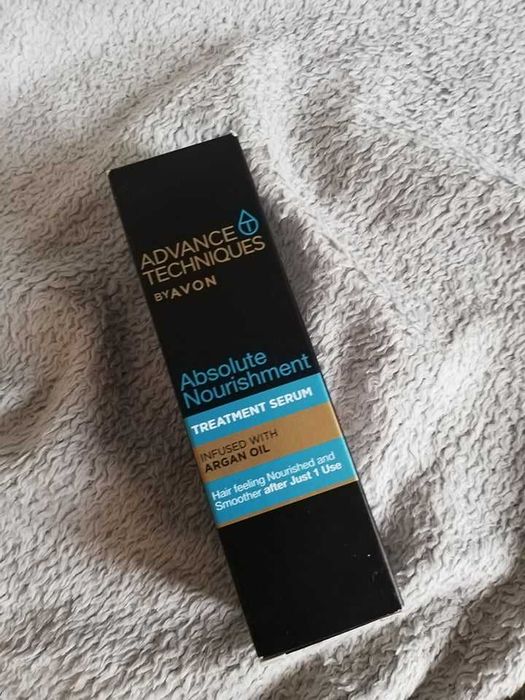 ADVANCE T
TECHNIQUES
BY AVON
Absolute
Nourishment
TREATMENT SERUM
INFUSED WITH
ARGAN OIL
Hair feeling Nourished and
Smoother after Just 1 Use